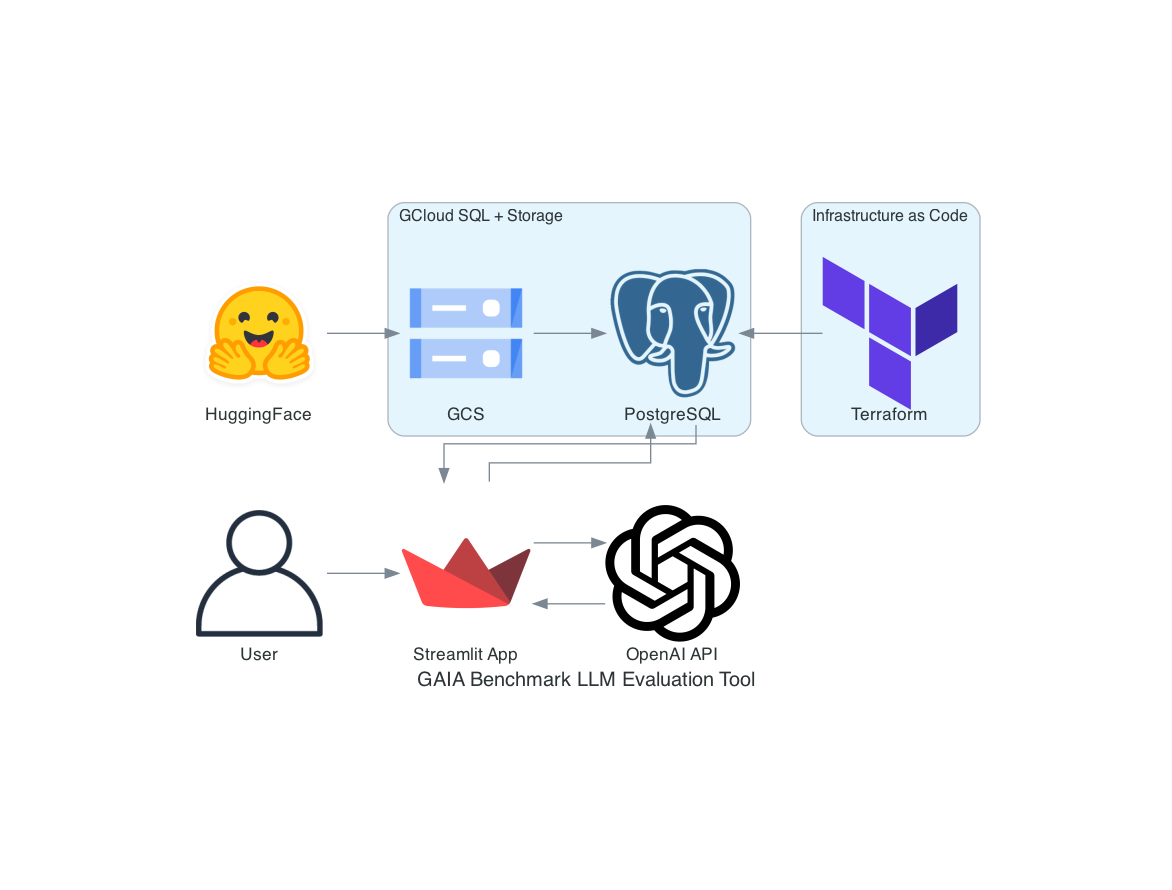 GCloud SQL + Storage
Infrastructure as Code
HuggingFace
GCS
PostgreSQL
Terraform
User
Streamlit App
OpenAI API
GAIA Benchmark LLM Evaluation Tool